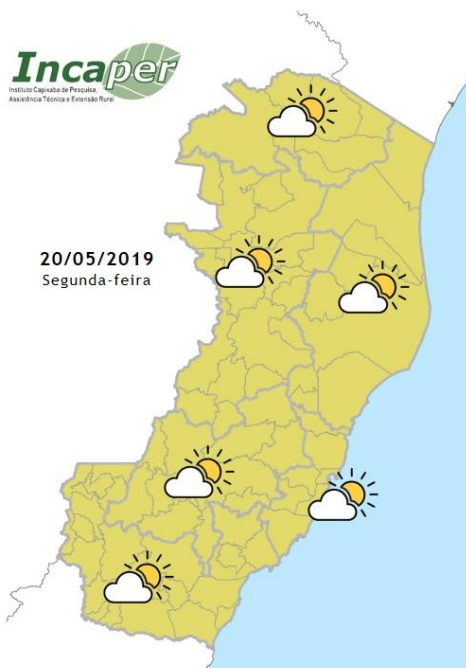 Incaper
Instituto Capixaba de Pesquisa,
Assistência Técnica e Extensão Rural
20/05/2019
Segunda-feira